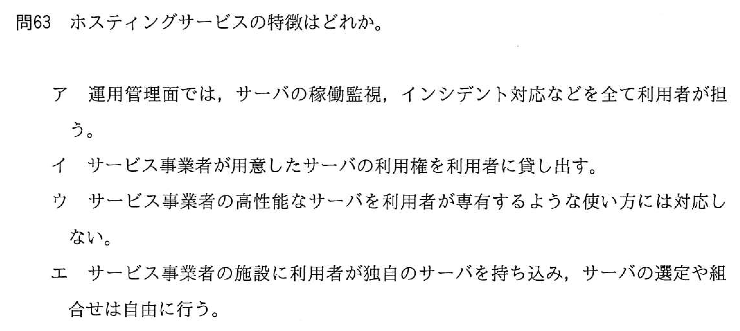 問63 ホスティングサービスの特徴はどれか。
ア 運用管理面では，サーバの稼働監視，インシデント対応などを全て利用者が担
う。
イ サービス事業者が用意したサーバの利用権を利用者に貸し出す。
ウ サービス事業者の高性能なサーバを利用者が専有するような使い方には対応し
ない。
エ サービス事業者の施設に利用者が独自のサーバを持ち込み，サーバの選定や組
合せは自由に行う。